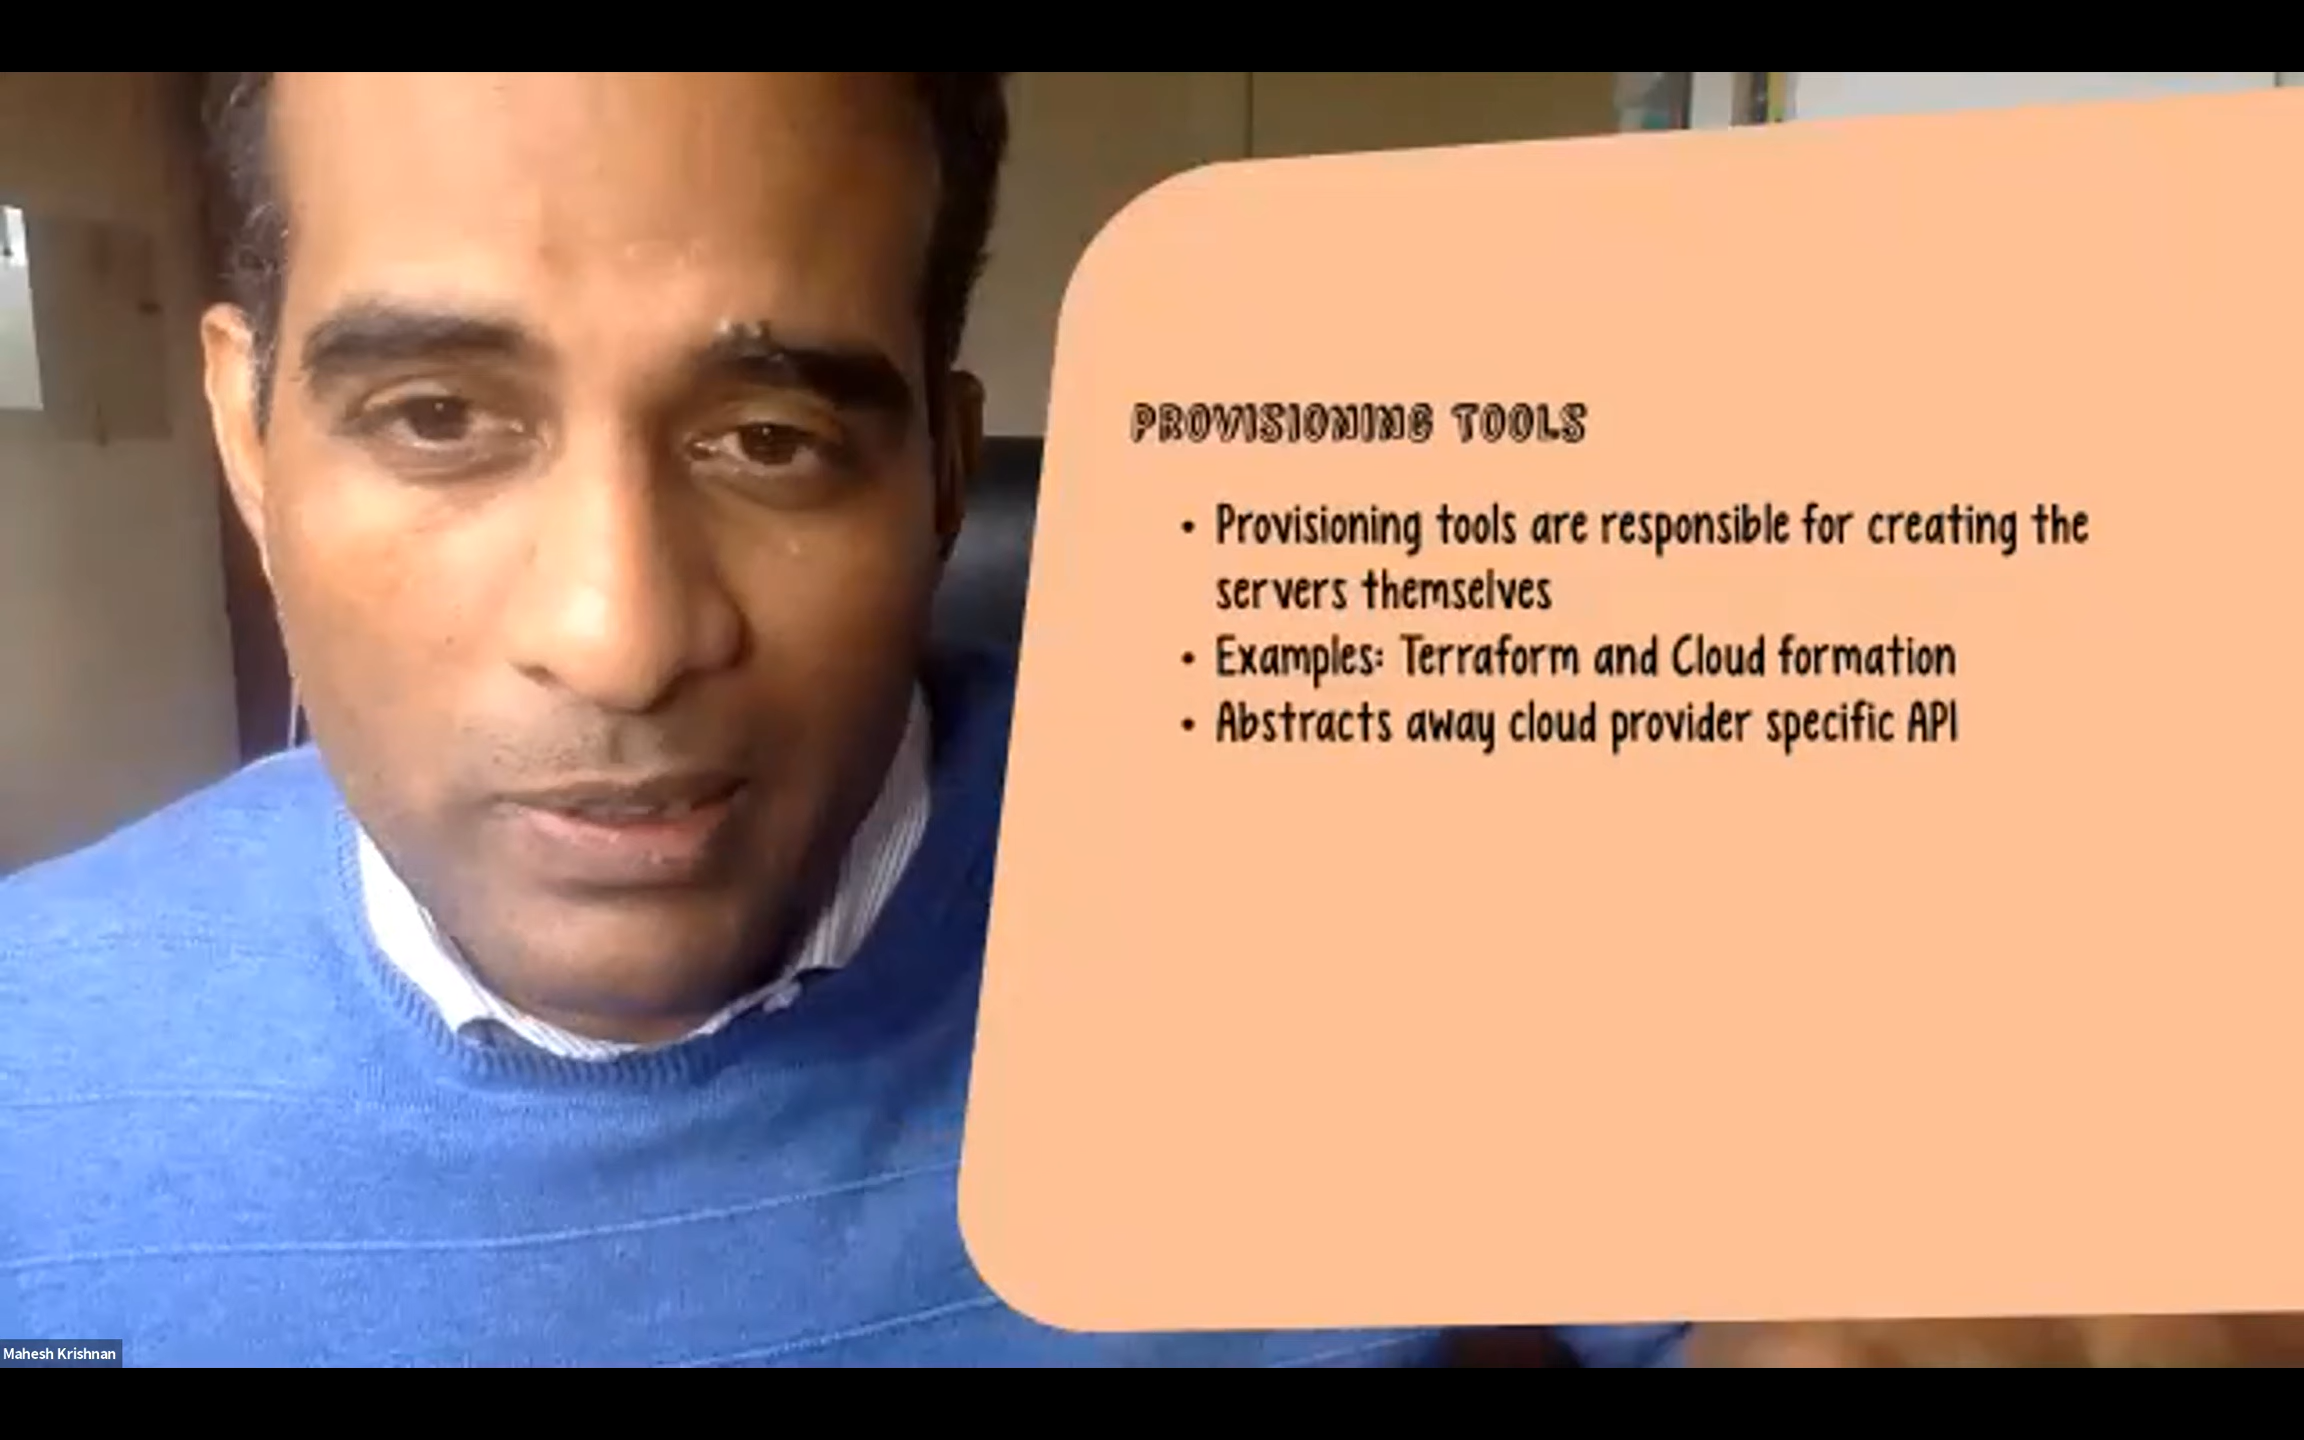 PROVISIONING TOOLS
• Provisioning tools are responsible for creating the
servers themselves
• Examples: Terraform and Cloud formation
• Abstracts away cloud provider specific API
Mahesh Krishnan